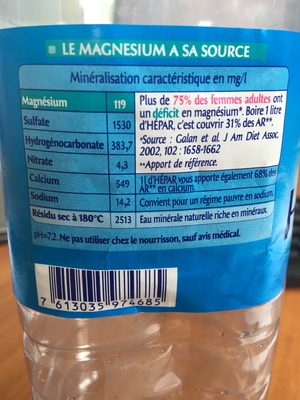 LE MAGNESIUM A SA SOURCE
Minéralisation caractéristique en mg/l
Magnésium 119
Sulfate 1530
Hydrogénocarbonate 383,7
Nitrate 4,3
Calcium 549
Sodium 14,2
Résidu sec à 180°C 2513
Plus de 75% des femmes adultes ont
un déficit en magnésium*. Boire 1 litre
d'HÉPAR, c'est couvrir 31% des AR**.
*Source : Galan et al. J Am Diet Assoc.
2002, 102 : 1658-1662
**Apport de référence.
1l d'HÉPAR vous apporte également 68% des
AR** en calcium.
Convient pour un régime pauvre en sodium.
Eau minérale naturelle riche en minéraux.
pH=7.2. Ne pas utiliser chez le nourrisson, sauf avis médical.
7 613035 974685